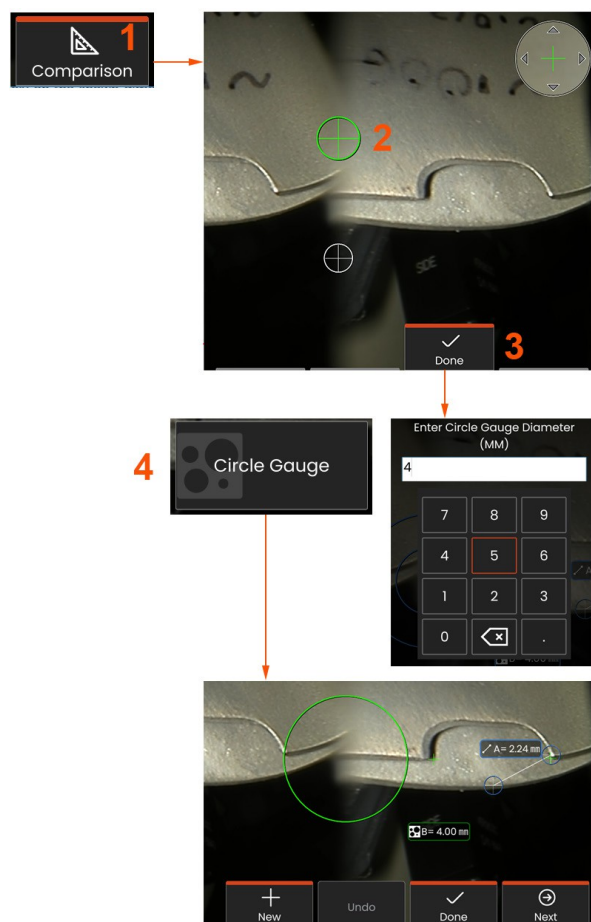 1
Comparison
2
SIDE
3
Done
4
Circle Gauge
Enter Circle Gauge Diameter
(MM)
4
7 8 9
4 5 6
1 2 3
0 .
A= 2.24 mm
B= 4.00 mm
New
Undo
Done
Next